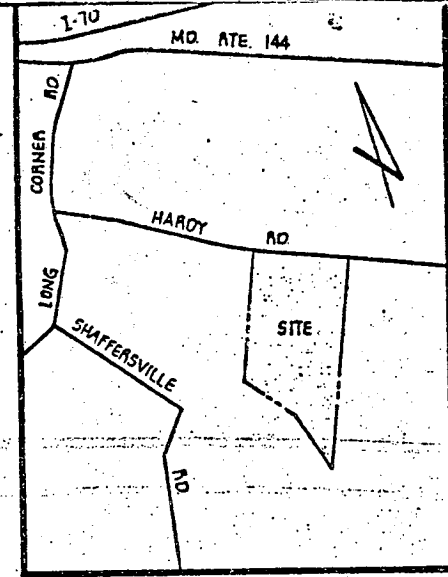 I-70
MD. RTE. 144
LONG CORNER RD.
HARDY RD.
SITE
SHAFFERSVILLE RD.